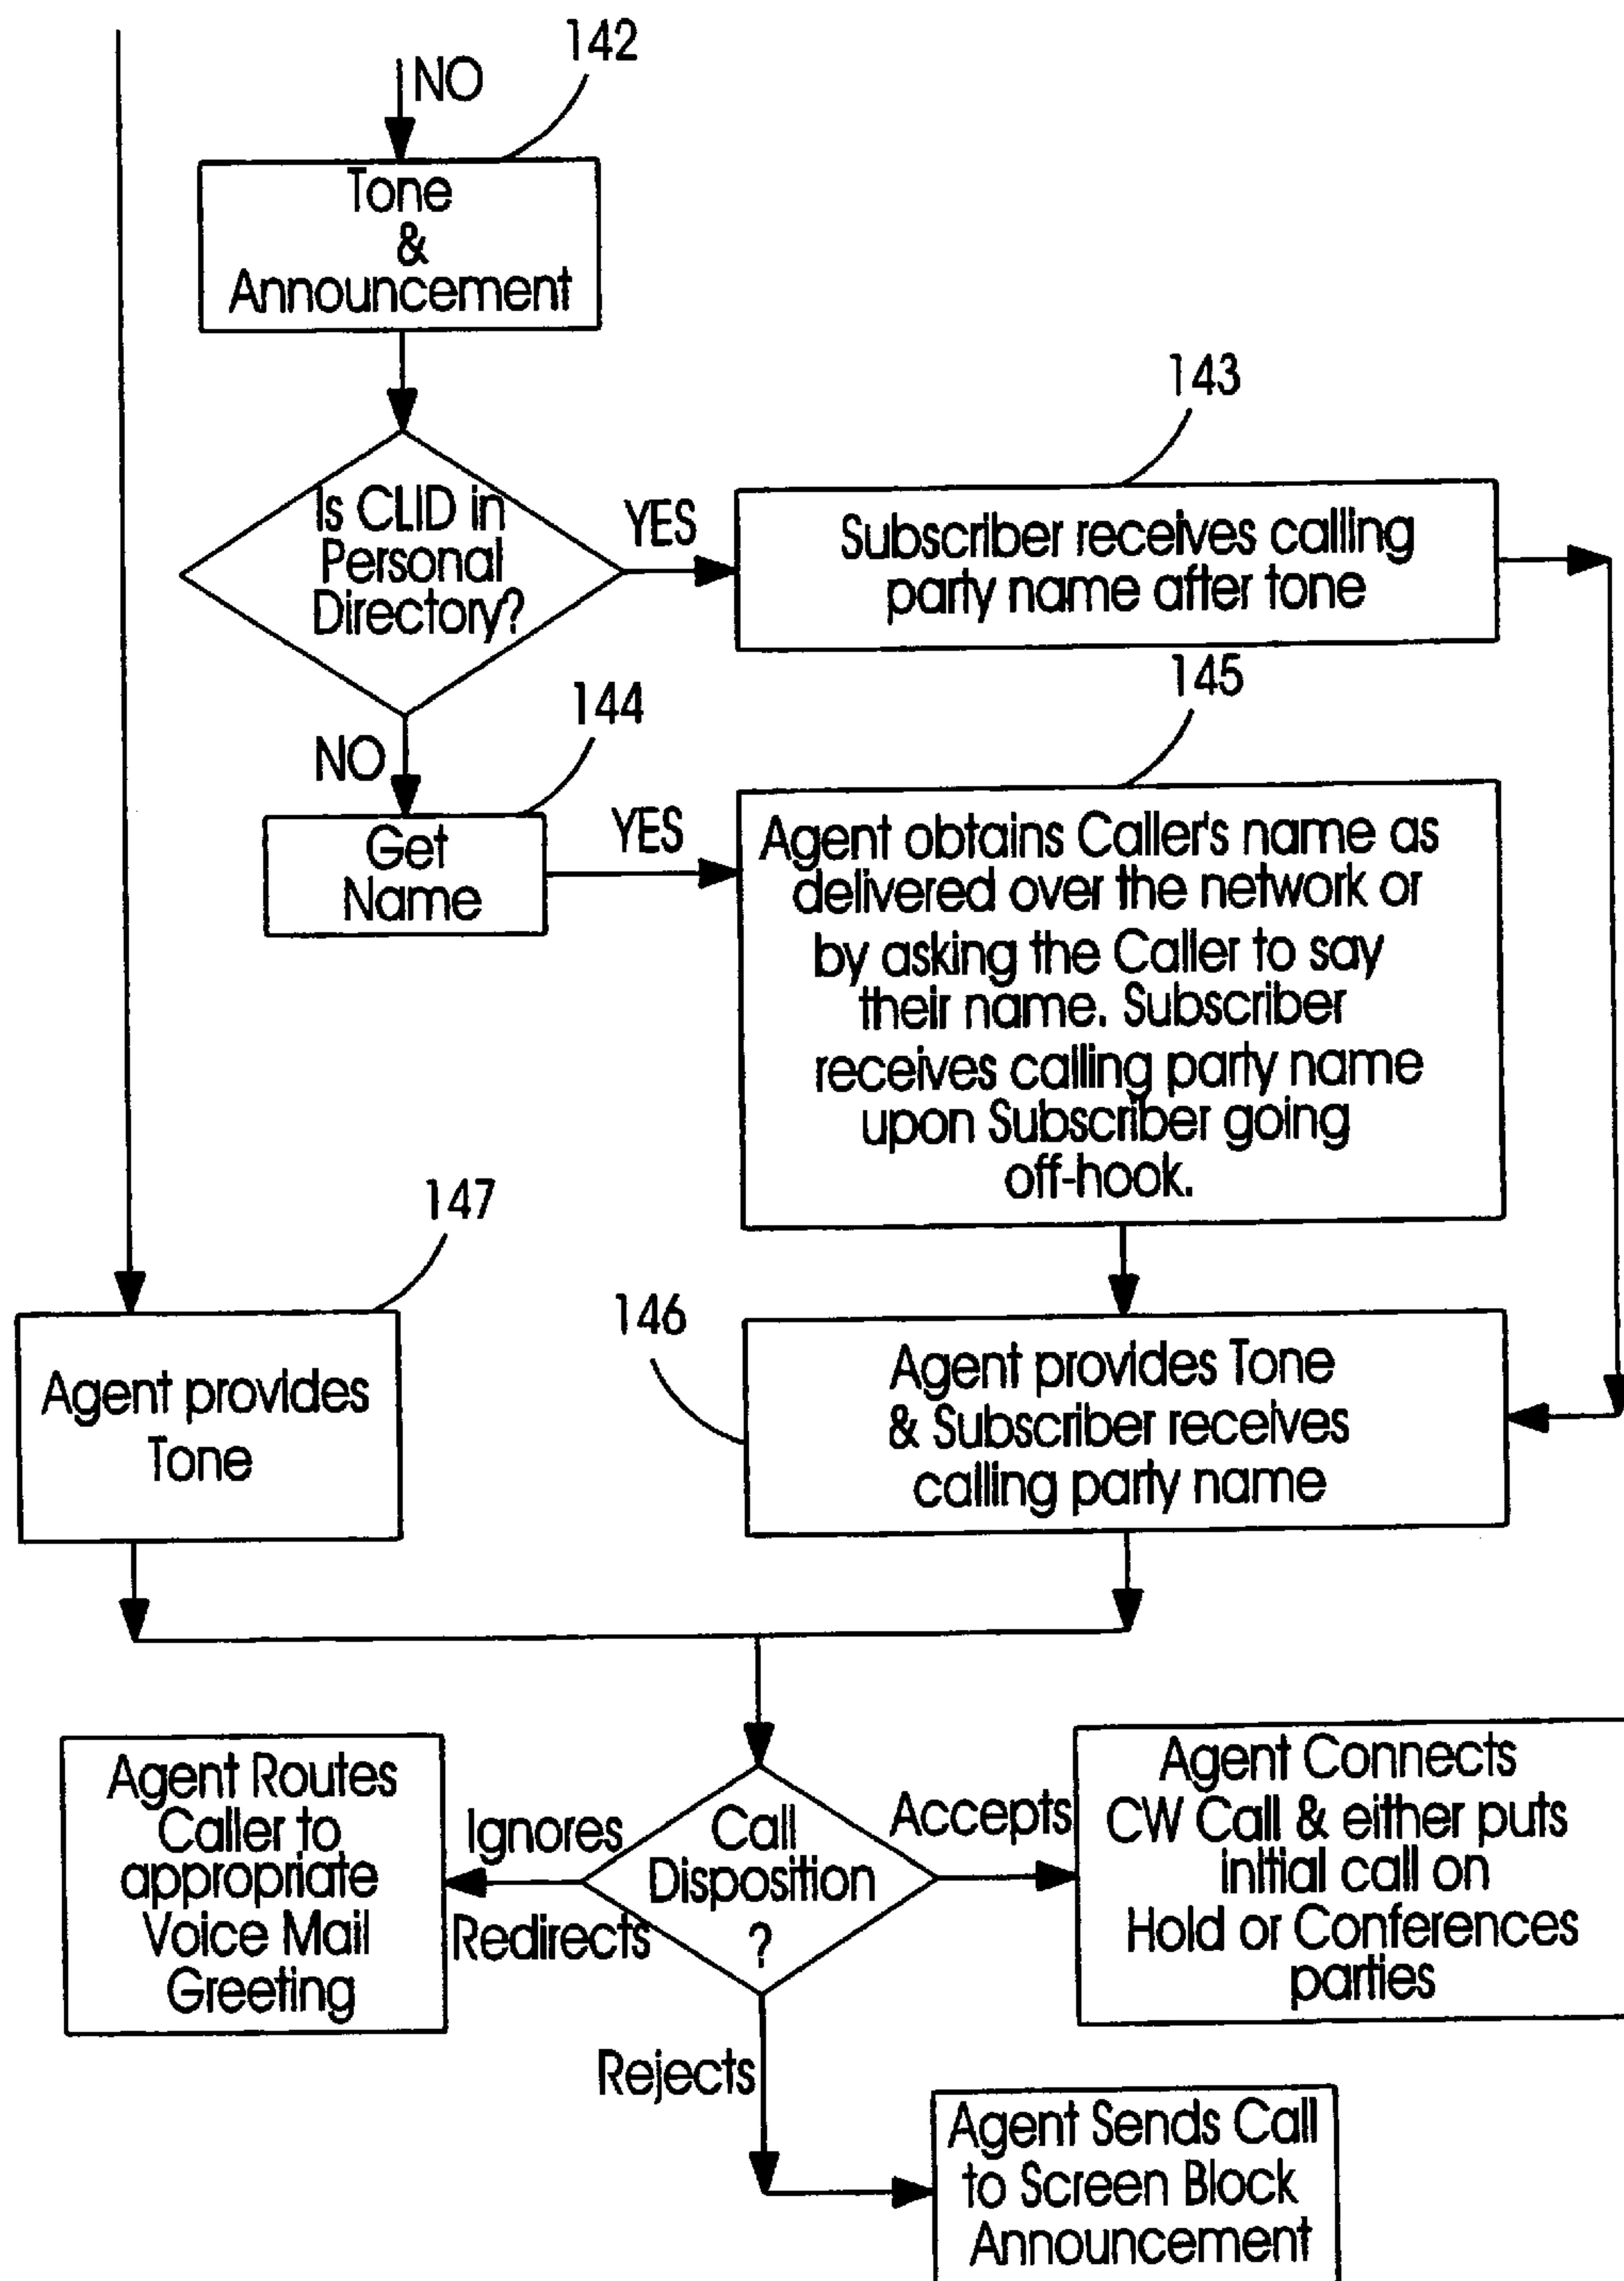 142
NO
Tone
&
Announcement
143
Is CLID in
Personal
Directory?
YES
Subscriber receives calling
party name after tone
145
144
NO
Get
Name
YES
Agent obtains Caller's name as
delivered over the network or
by asking the Caller to say
their name. Subscriber
receives calling party name
upon Subscriber going
off-hook.
147
146
Agent provides
Tone
Agent provides Tone
& Subscriber receives
calling party name
Agent Routes
Caller to
appropriate
Voice Mail
Greeting
Ignores
Redirects
Call
Disposition
?
Accepts
Agent Connects
CW Call & either puts
initial call on
Hold or Conferences
parties
Rejects
Agent Sends Call
to Screen Block
Announcement